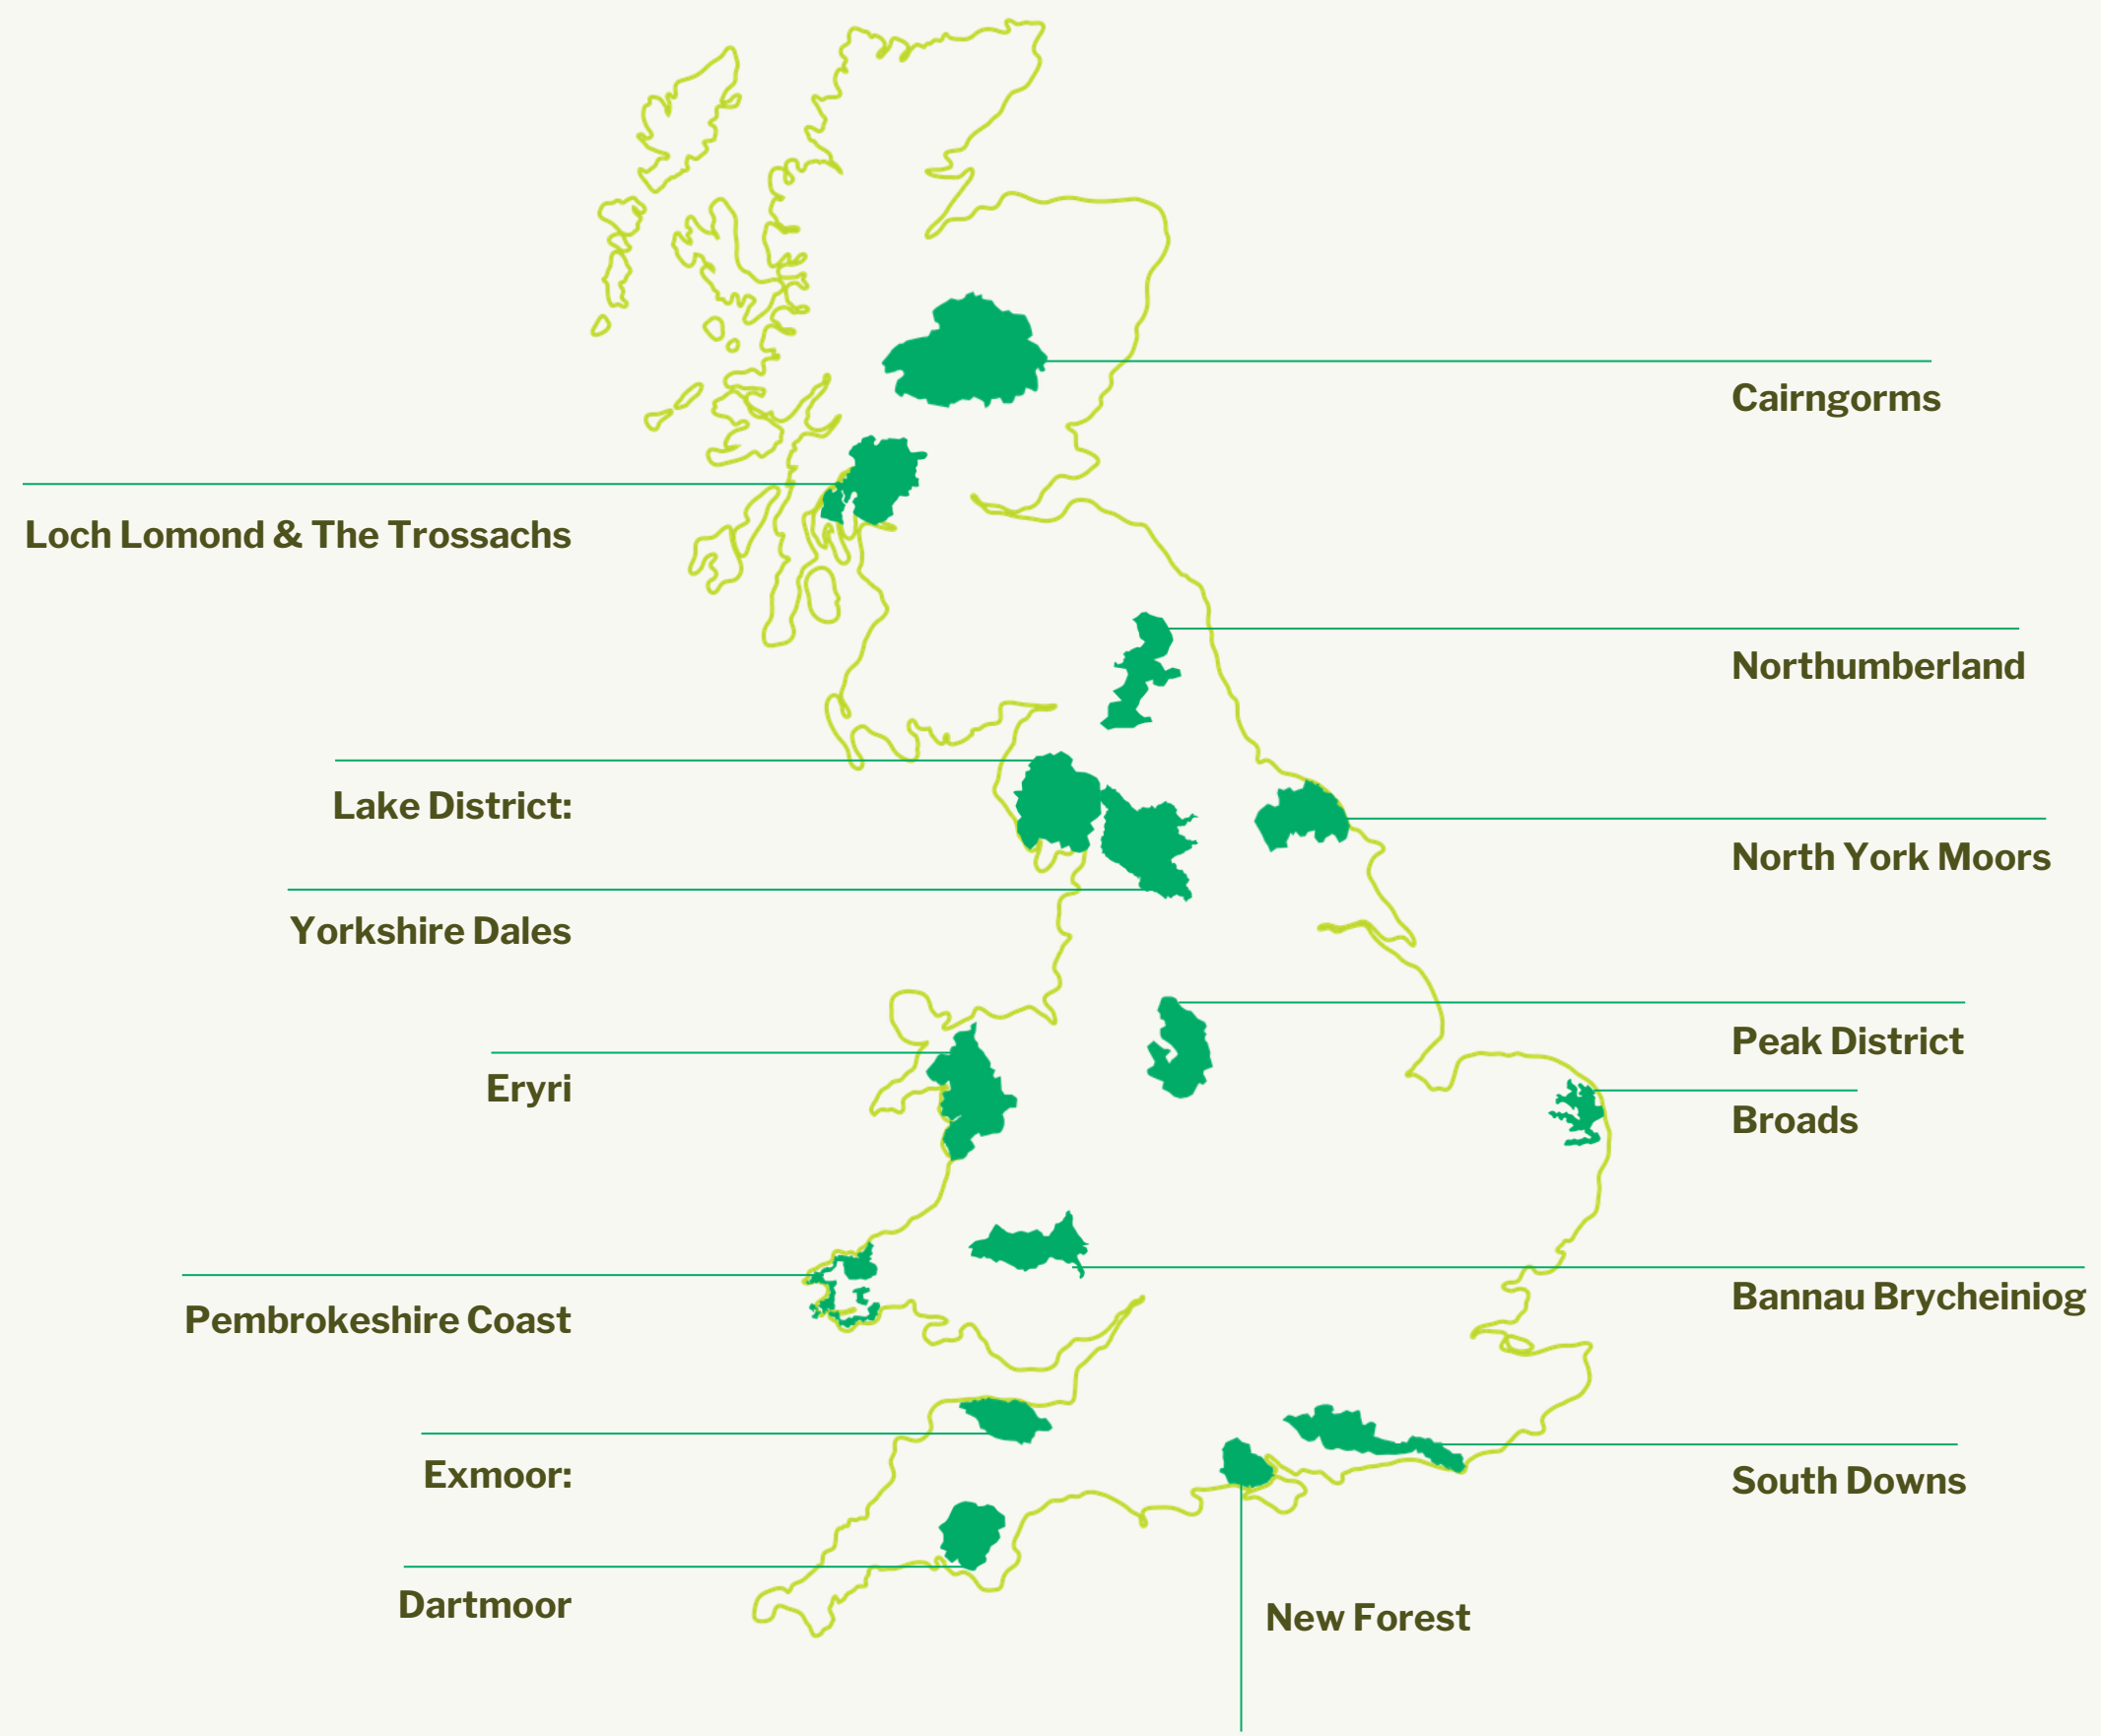 Cairngorms
Loch Lomond & The Trossachs
Northumberland
Lake District:
North York Moors
Yorkshire Dales
Peak District
Eryri
Broads
Bannau Brycheiniog
Pembrokeshire Coast
Exmoor:
South Downs
Dartmoor
New Forest